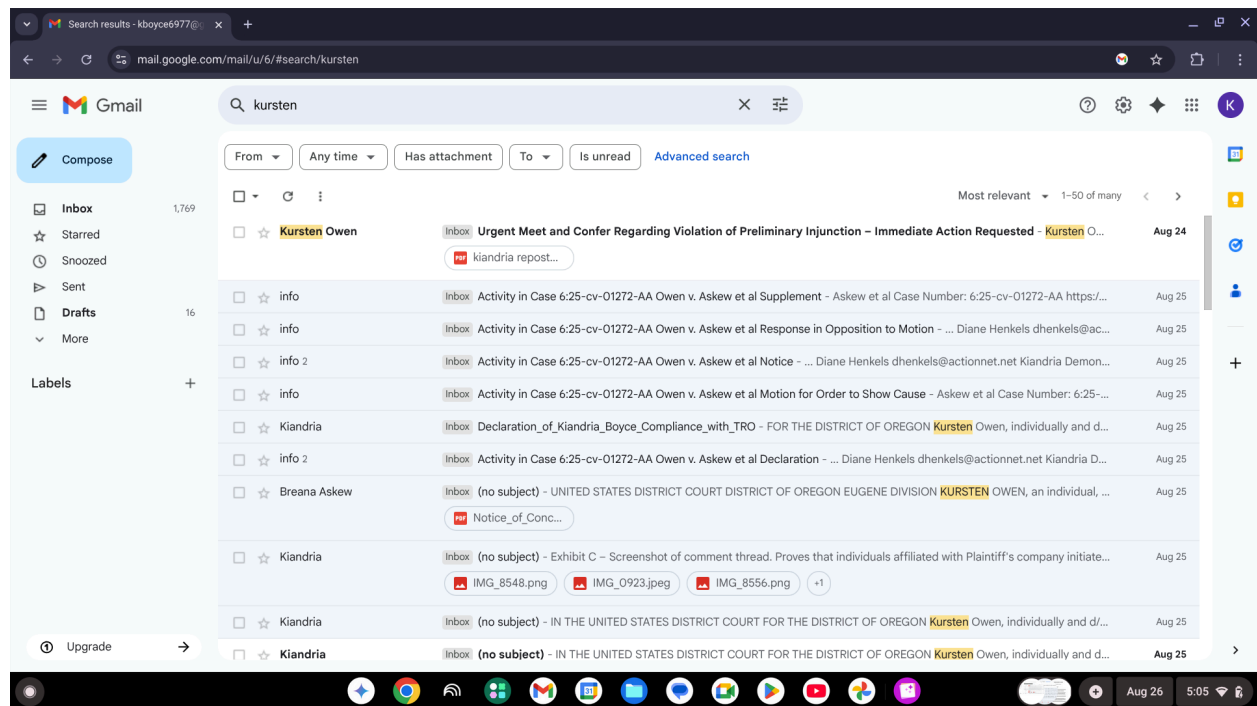 Search results - kboyce6977@g
mail.google.com/mail/u/6/#search/kursten
Gmail
kursten
K
Compose
From
Any time
Has attachment
To
Is unread
Advanced search
31
Most relevant
1–50 of many
Inbox 1,769
Starred
Snoozed
Sent
Drafts 16
More
Labels
Kursten Owen Inbox Urgent Meet and Confer Regarding Violation of Preliminary Injunction – Immediate Action Requested - Kursten O... Aug 24
PDF kiandria repost...
info Inbox Activity in Case 6:25-cv-01272-AA Owen v. Askew et al Supplement - Askew et al Case Number: 6:25-cv-01272-AA https:/... Aug 25
info Inbox Activity in Case 6:25-cv-01272-AA Owen v. Askew et al Response in Opposition to Motion - ... Diane Henkels dhenkels@ac... Aug 25
info 2 Inbox Activity in Case 6:25-cv-01272-AA Owen v. Askew et al Notice - ... Diane Henkels dhenkels@actionnet.net Kiandria Demon... Aug 25
info Inbox Activity in Case 6:25-cv-01272-AA Owen v. Askew et al Motion for Order to Show Cause - Askew et al Case Number: 6:25-... Aug 25
Kiandria Inbox Declaration_of_Kiandria_Boyce_Compliance_with_TRO - FOR THE DISTRICT OF OREGON Kursten Owen, individually and d... Aug 25
info 2 Inbox Activity in Case 6:25-cv-01272-AA Owen v. Askew et al Declaration - ... Diane Henkels dhenkels@actionnet.net Kiandria D... Aug 25
Breana Askew Inbox (no subject) - UNITED STATES DISTRICT COURT DISTRICT OF OREGON EUGENE DIVISION KURSTEN OWEN, an individual, ... Aug 25
PDF Notice_of_Conc...
Kiandria Inbox (no subject) - Exhibit C – Screenshot of comment thread. Proves that individuals affiliated with Plaintiff's company initiate... Aug 25
IMG_8548.png IMG_0923.jpeg IMG_8556.png +1
Kiandria Inbox (no subject) - IN THE UNITED STATES DISTRICT COURT FOR THE DISTRICT OF OREGON Kursten Owen, individually and d/... Aug 25
Kiandria Inbox (no subject) - IN THE UNITED STATES DISTRICT COURT FOR THE DISTRICT OF OREGON Kursten Owen, individually and d... Aug 25
Upgrade
31
Aug 26 5:05